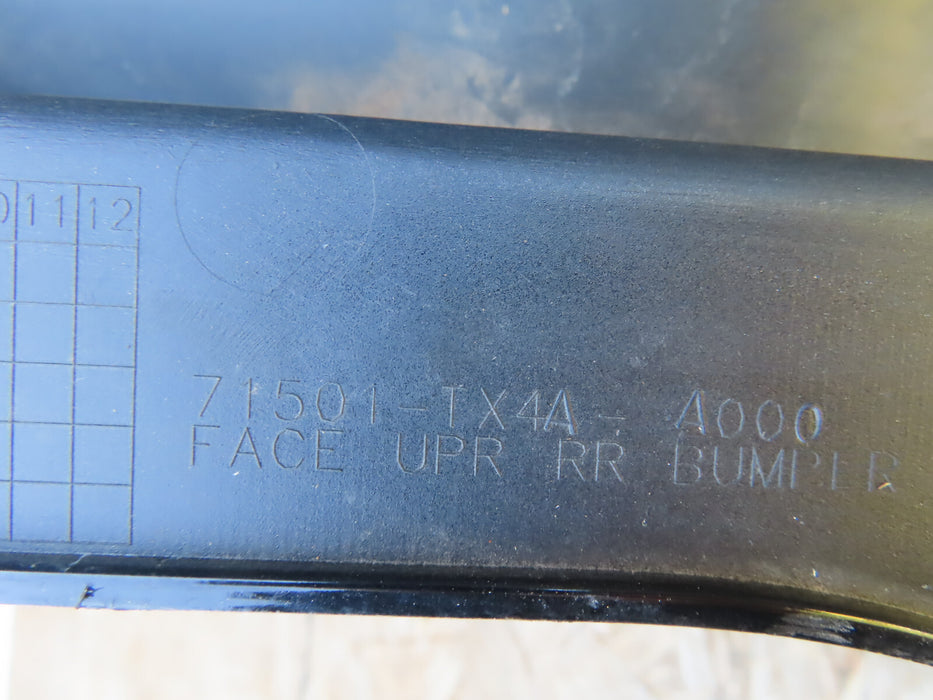 11 12
71501-TX4A- A000
FACE UPR RR BUMPER